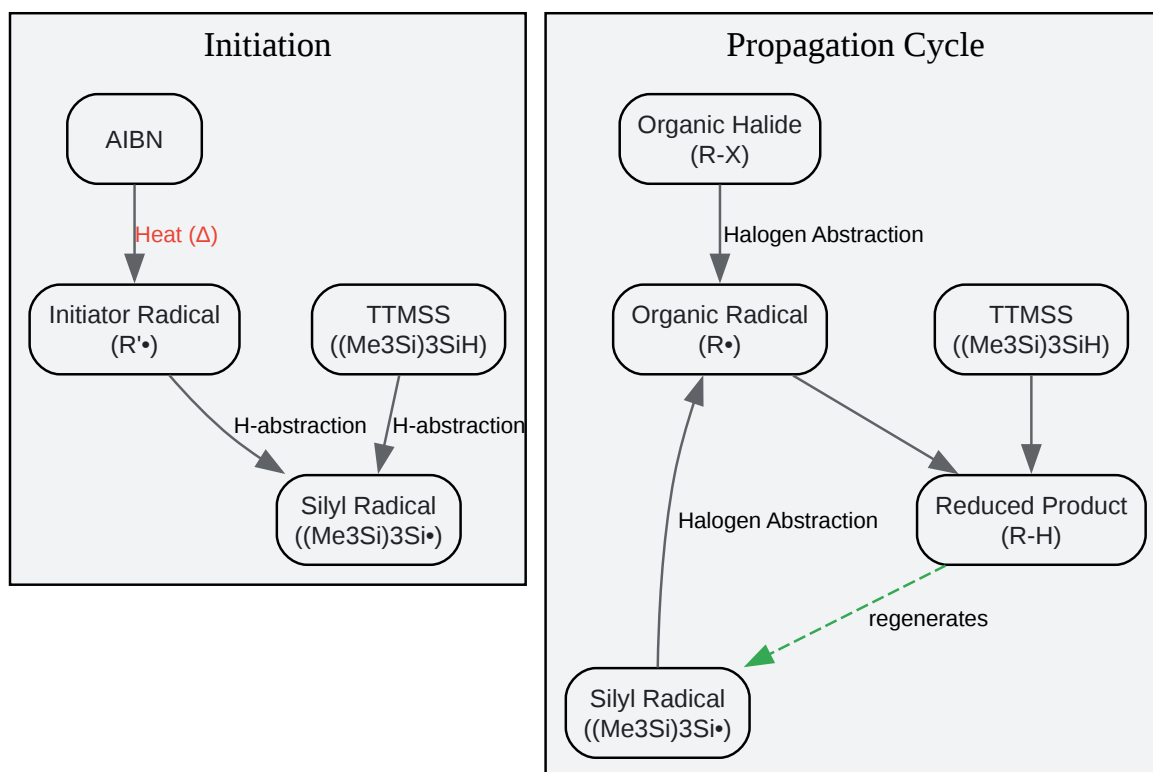 Initiation
AIBN
Heat (Δ)
Initiator Radical
(R'•)
TTMSS
((Me3Si)3SiH)
H-abstraction
H-abstraction
Silyl Radical
((Me3Si)3Si•)
Propagation Cycle
Organic Halide
(R-X)
Halogen Abstraction
Organic Radical
(R•)
TTMSS
((Me3Si)3SiH)
Halogen Abstraction
Reduced Product
(R-H)
regenerates
Silyl Radical
((Me3Si)3Si•)